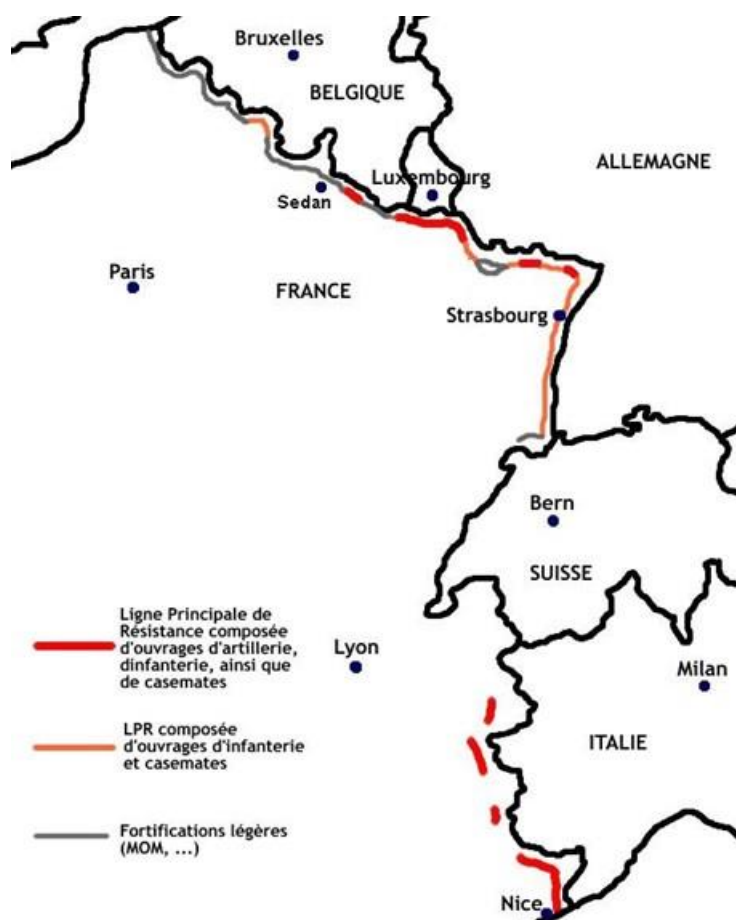 Bruxelles
BELGIQUE
ALLEMAGNE
Luxembourg
Sedan
Paris
FRANCE
Strasbourg
Bern
SUISSE
Ligne Principale de
Résistance composée
d'ouvrages d'artillerie,
dinfanterie, ainsi que
de casemates
Lyon
Milan
LPR composée
d'ouvrages d'infanterie
et casemates
ITALIE
Fortifications légères
(MOM, ...)
Nice